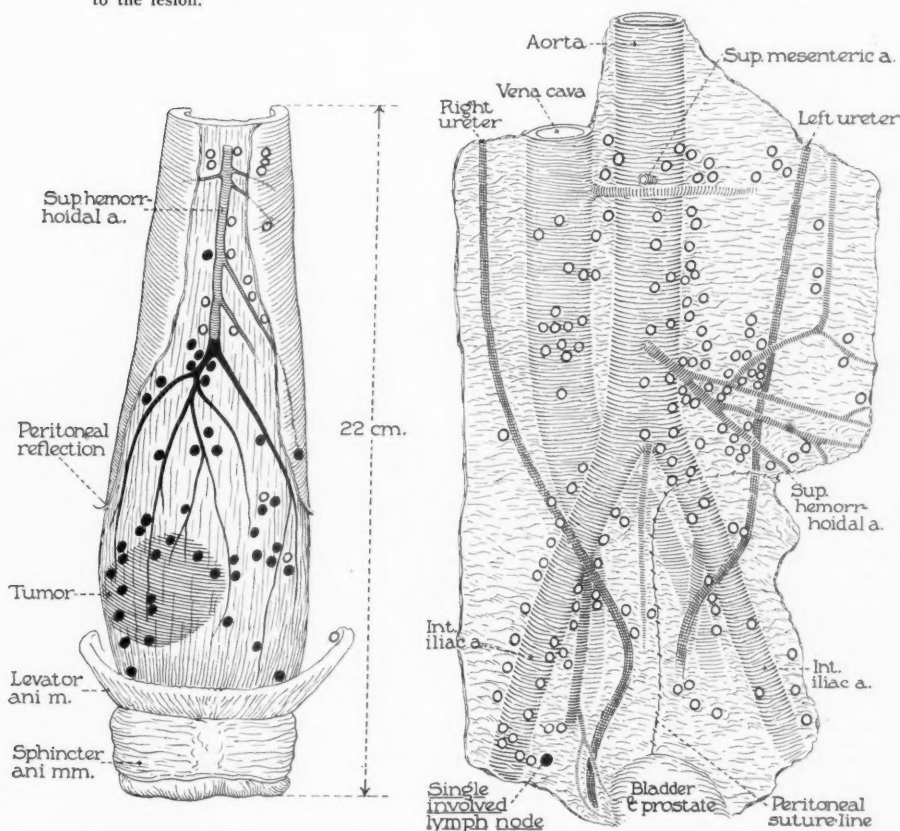 to the lesion.
Sup. hemorr-
hoidal a.
Peritoneal
reflection
Tumor
Levator
ani m.
Sphincter
ani mm.
22 cm.
Aorta
Sup. mesenteric a.
Vena cava
Right
ureter
Left ureter
Sup.
hemorr-
hoidal a.
Int.
iliac a.
Int.
iliac a.
Single
involved
lymph node
Bladder
& prostate
Peritoneal
suture line